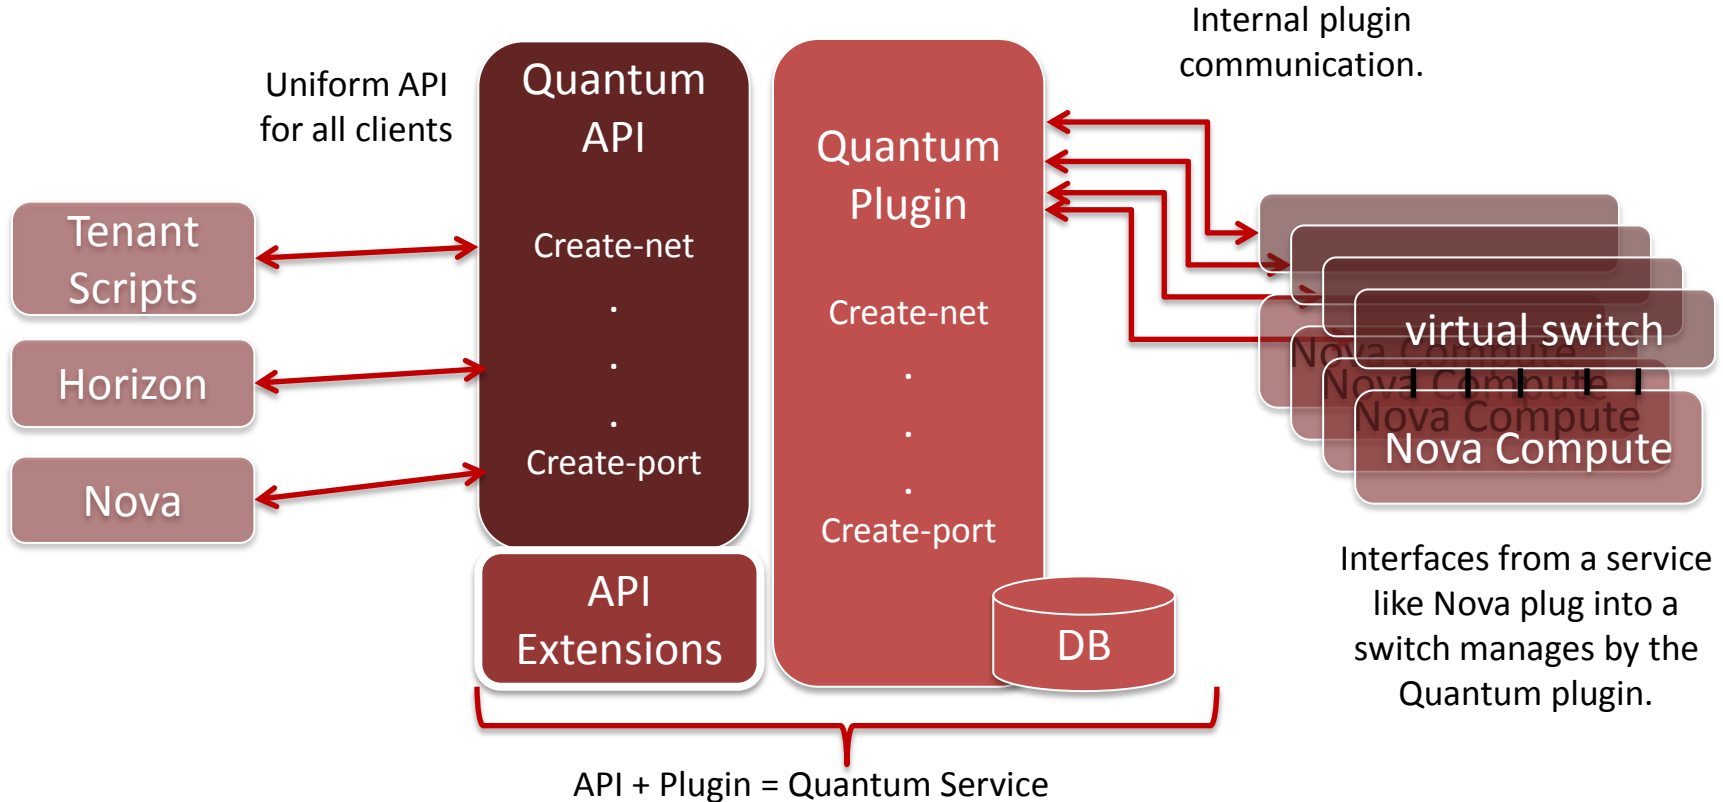 Uniform API
for all clients
Tenant
Scripts
Horizon
Nova
Quantum
API
Create-net
.
.
.
Create-port
API
Extensions
Quantum
Plugin
Create-net
.
.
.
Create-port
DB
API + Plugin = Quantum Service
Internal plugin
communication.
virtual switch
Nova Compute
Nova Compute
Nova Compute
Nova Compute
Interfaces from a service
like Nova plug into a
switch manages by the
Quantum plugin.